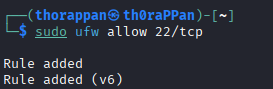 ┌──(thorappan㉿th0raPPan)-[~]
└─$ sudo ufw allow 22/tcp
Rule added
Rule added (v6)